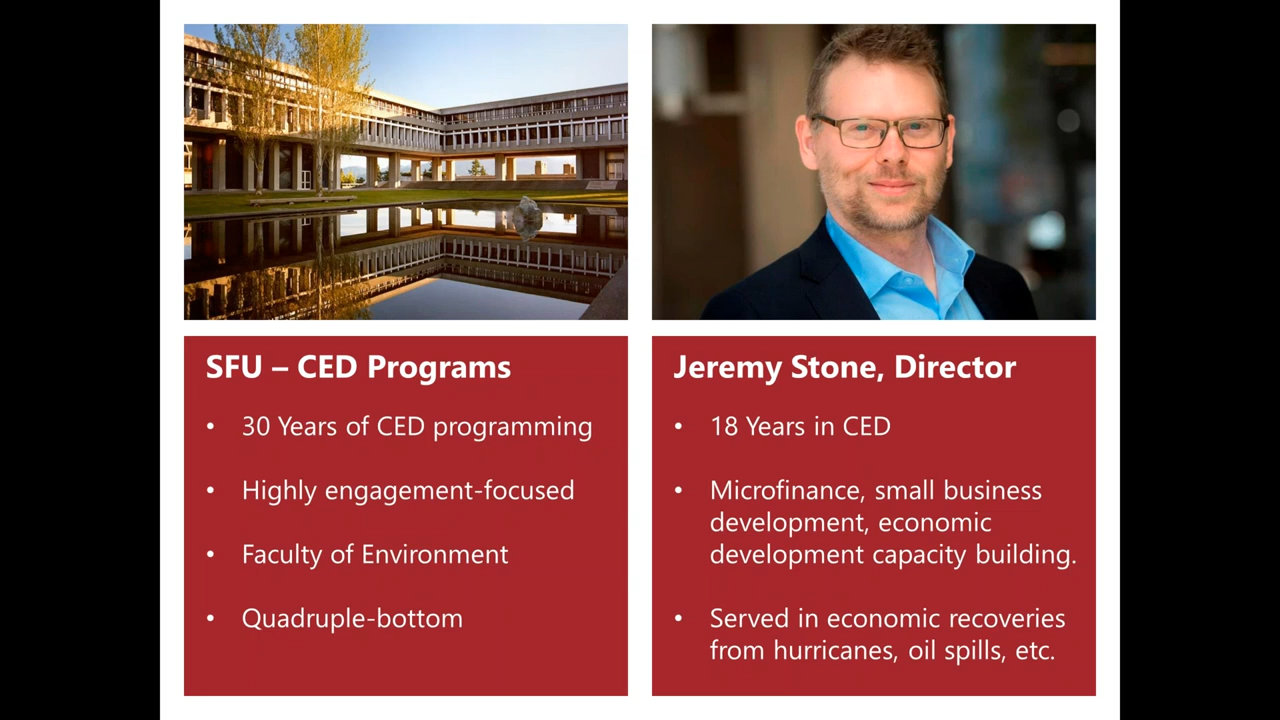 SFU – CED Programs
• 30 Years of CED programming
• Highly engagement-focused
• Faculty of Environment
• Quadruple-bottom
Jeremy Stone, Director
• 18 Years in CED
• Microfinance, small business
development, economic
development capacity building.
• Served in economic recoveries
from hurricanes, oil spills, etc.